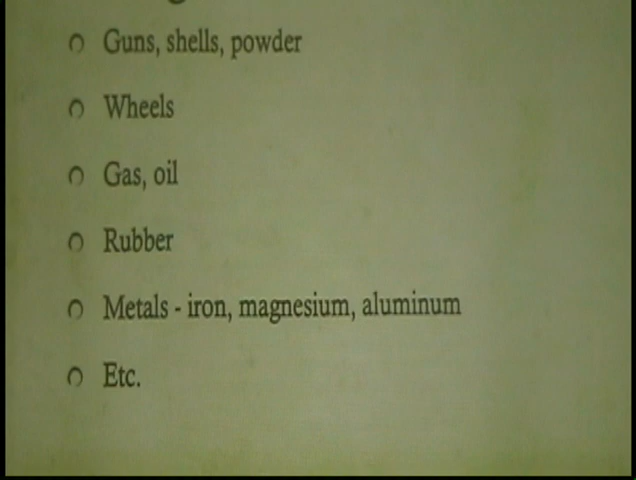 Guns, shells, powder
Wheels
Gas, oil
Rubber
Metals - iron, magnesium, aluminum
Etc.